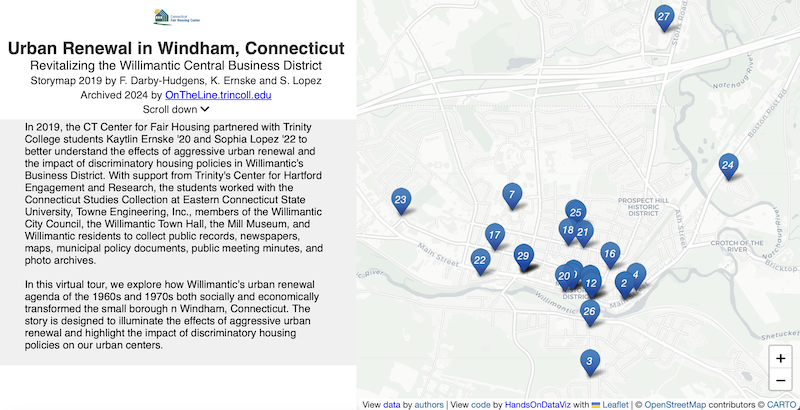 Connecticut
Fair Housing Center
Urban Renewal in Windham, Connecticut
Revitalizing the Willimantic Central Business District
Storymap 2019 by F. Darby-Hudgens, K. Ernske and S. Lopez
Archived 2024 by OnTheLine.trincoll.edu
Scroll down
In 2019, the CT Center for Fair Housing partnered with Trinity
College students Kaytlin Ernske '20 and Sophia Lopez '22 to
better understand the effects of aggressive urban renewal and
the impact of discriminatory housing policies in Willimantic's
Business District. With support from Trinity's Center for Hartford
Engagement and Research, the students worked with the
Connecticut Studies Collection at Eastern Connecticut State
University, Towne Engineering, Inc., members of the Willimantic
City Council, the Willimantic Town Hall, the Mill Museum, and
Willimantic residents to collect public records, newspapers,
maps, municipal policy documents, public meeting minutes, and
photo archives.
In this virtual tour, we explore how Willimantic's urban renewal
agenda of the 1960s and 1970s both socially and economically
transformed the small borough n Windham, Connecticut. The
story is designed to illuminate the effects of aggressive urban
renewal and highlight the impact of discriminatory housing
policies on our urban centers.
27
Storrs Road
Boston Post Rd
24
Natchaug River
23
7
PROSPECT HILL
HISTORIC
DISTRICT
25
18
21
Ash Street
17
Main Street
CROTCH OF THE
RIVER
22
29
16
Bricktop
20
12
2
4
DISTRICT
Willimantic
26
Shetucket
3
+
−
View data by authors | View code by HandsOnDataViz with Leaflet | © OpenStreetMap contributors © CARTO